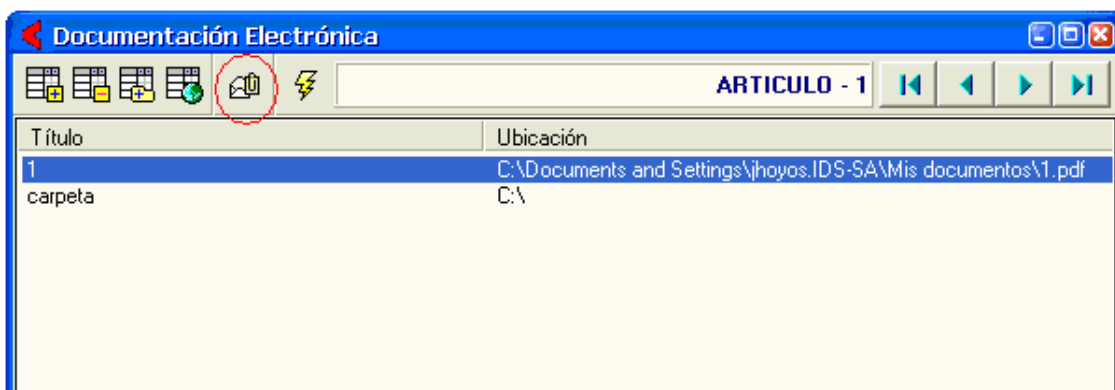 Documentación Electrónica
ARTICULO - 1
Título Ubicación
1 C:\Documents and Settings\jhoyos.IDS-SA\Mis documentos\1.pdf
carpeta C:\